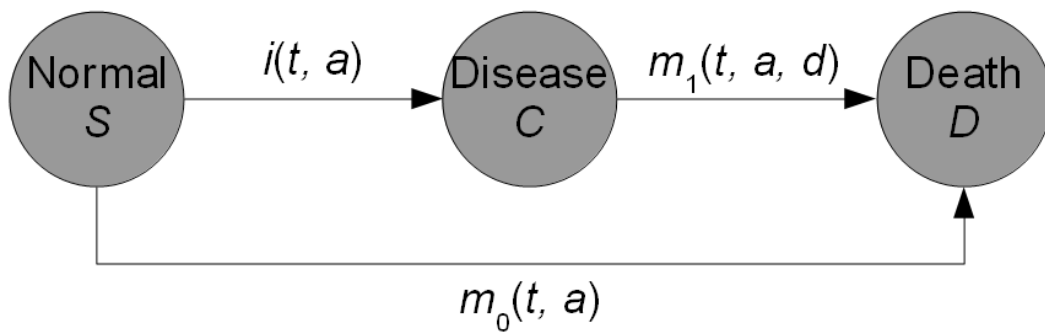 Normal
S
i(t, a)
Disease
C
m₁(t, a, d)
Death
D
m₀(t, a)